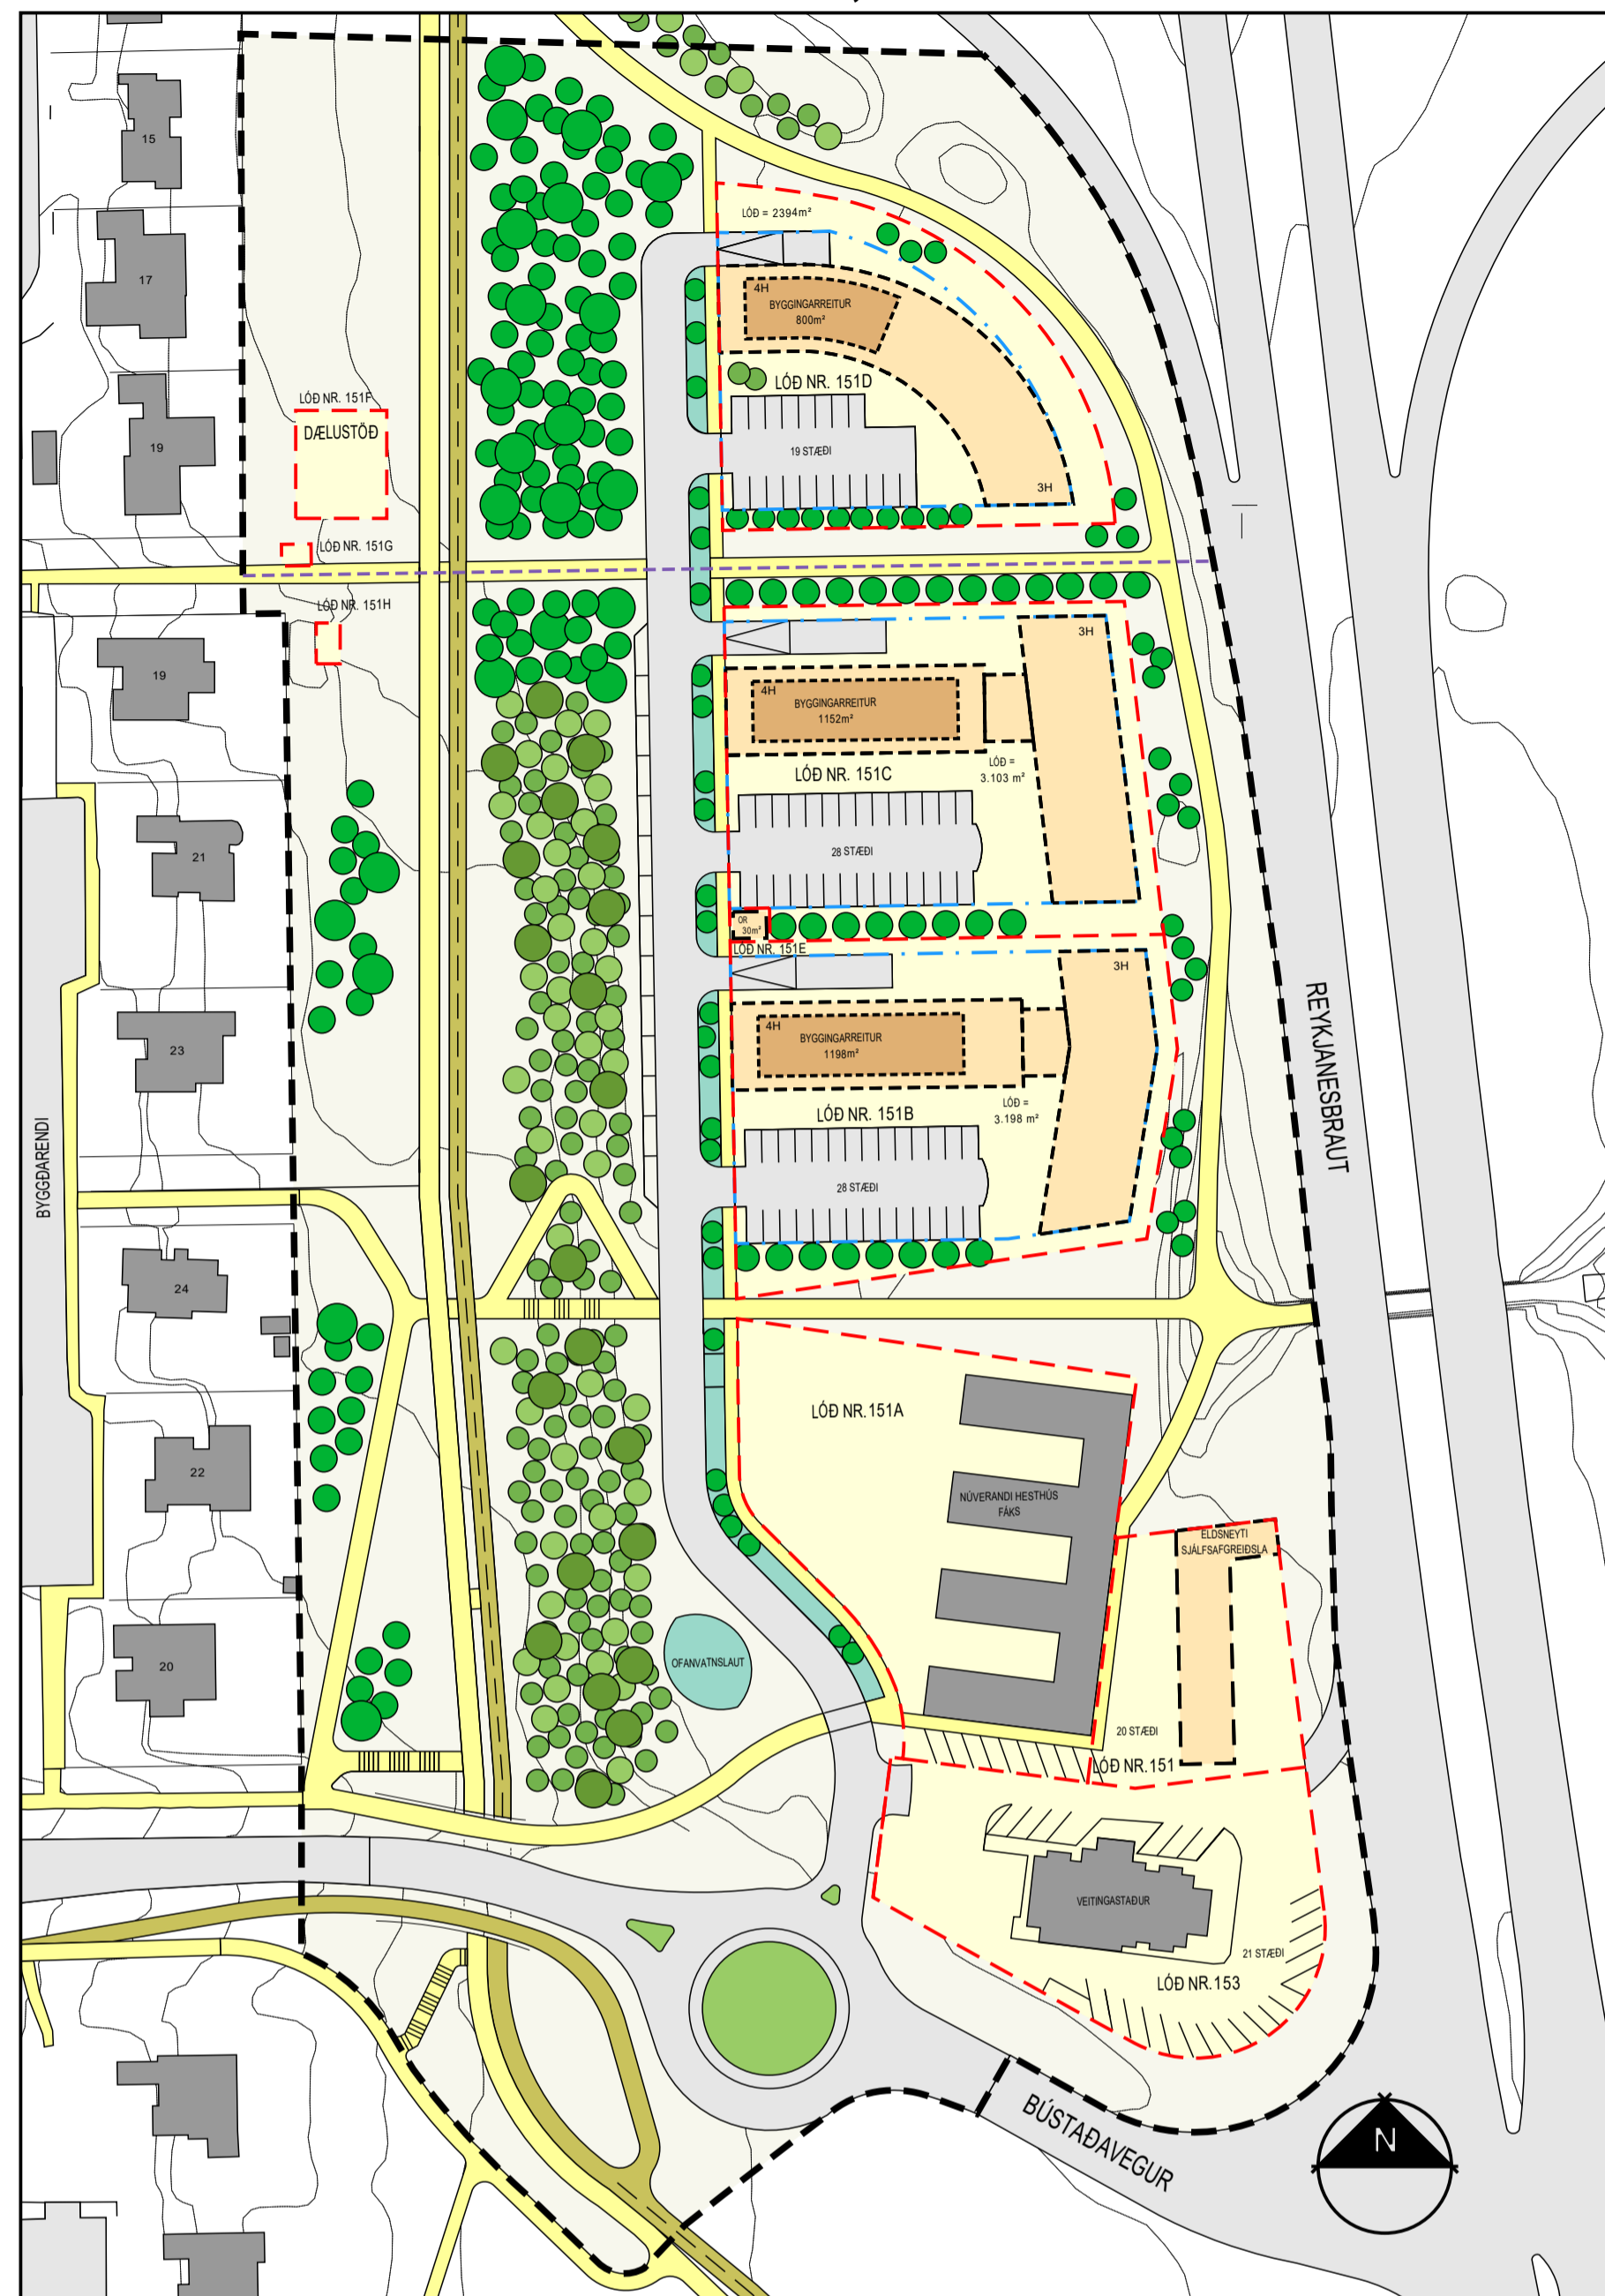 15
LÓÐ = 2394m²
17
4H
BYGGINGARREITUR
800m²
LÓÐ NR. 151D
LÓÐ NR. 151F
DÆLUSTÖÐ
19
19 STÆÐI
3H
LÓÐ NR. 151G
LÓÐ NR. 151H
3H
19
4H
BYGGINGARREITUR
1152m²
LÓÐ =
3.103 m²
LÓÐ NR. 151C
21
28 STÆÐI
OR
30m²
LÓÐ NR. 151E
3H
REYKJANESBRAUT
23
4H
BYGGINGARREITUR
1198m²
LÓÐ =
3.198 m²
LÓÐ NR. 151B
BYGGÐARENDI
28 STÆÐI
24
LÓÐ NR.151A
22
NÚVERANDI HESTHÚS
FÁKS
ELDSNEYTI
SJÁLFSAFGREIÐSLA
20
OFANVATNSLAUT
20 STÆÐI
LÓÐ NR.151
VEITINGASTAÐUR
21 STÆÐI
LÓÐ NR.153
BÚSTAÐAVEGUR
N